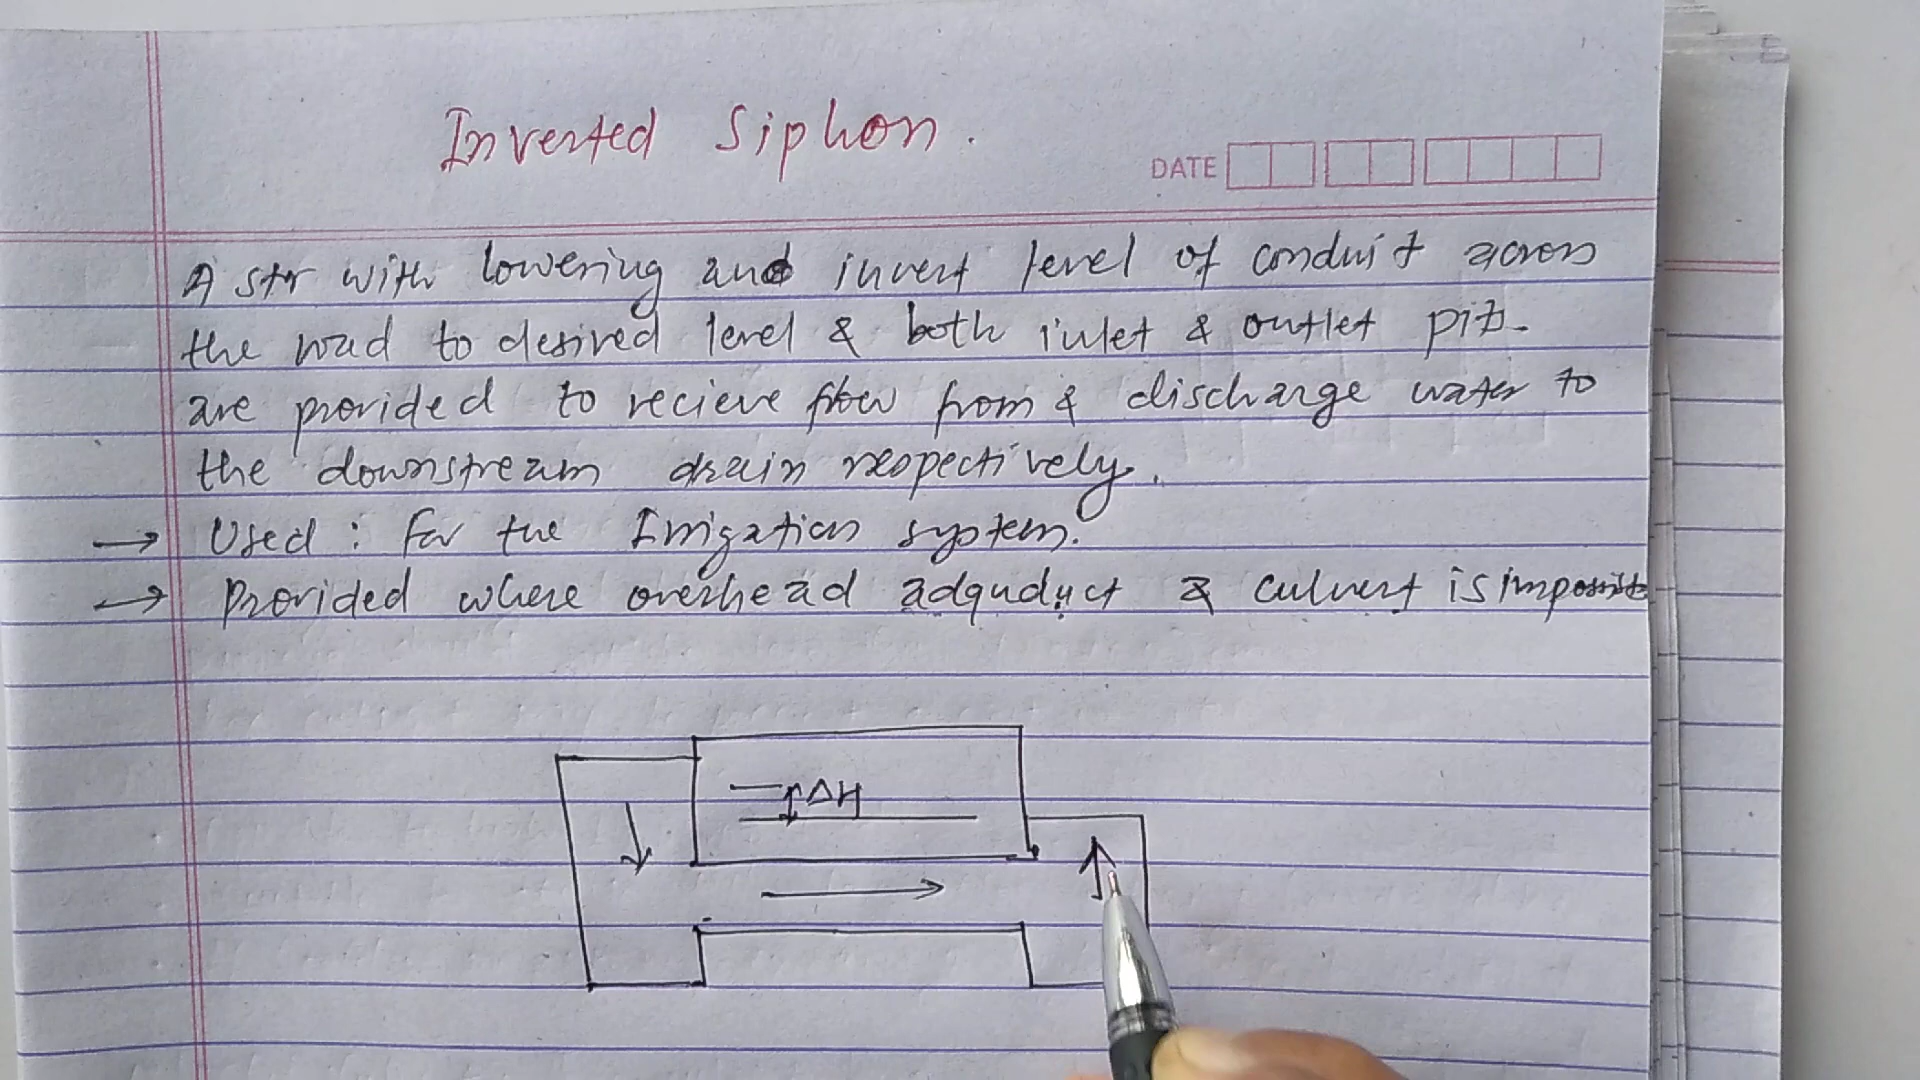 Inverted Siphon.
DATE
A str with lowering and invert level of conduit across
the road to desired level & both inlet & outlet pit
are provided to recieve flow from & discharge water to
the downstream drain respectively.
→ Used : for the Irrigation system.
→ Provided where overhead adquduct & culvert is impossible
ΔH